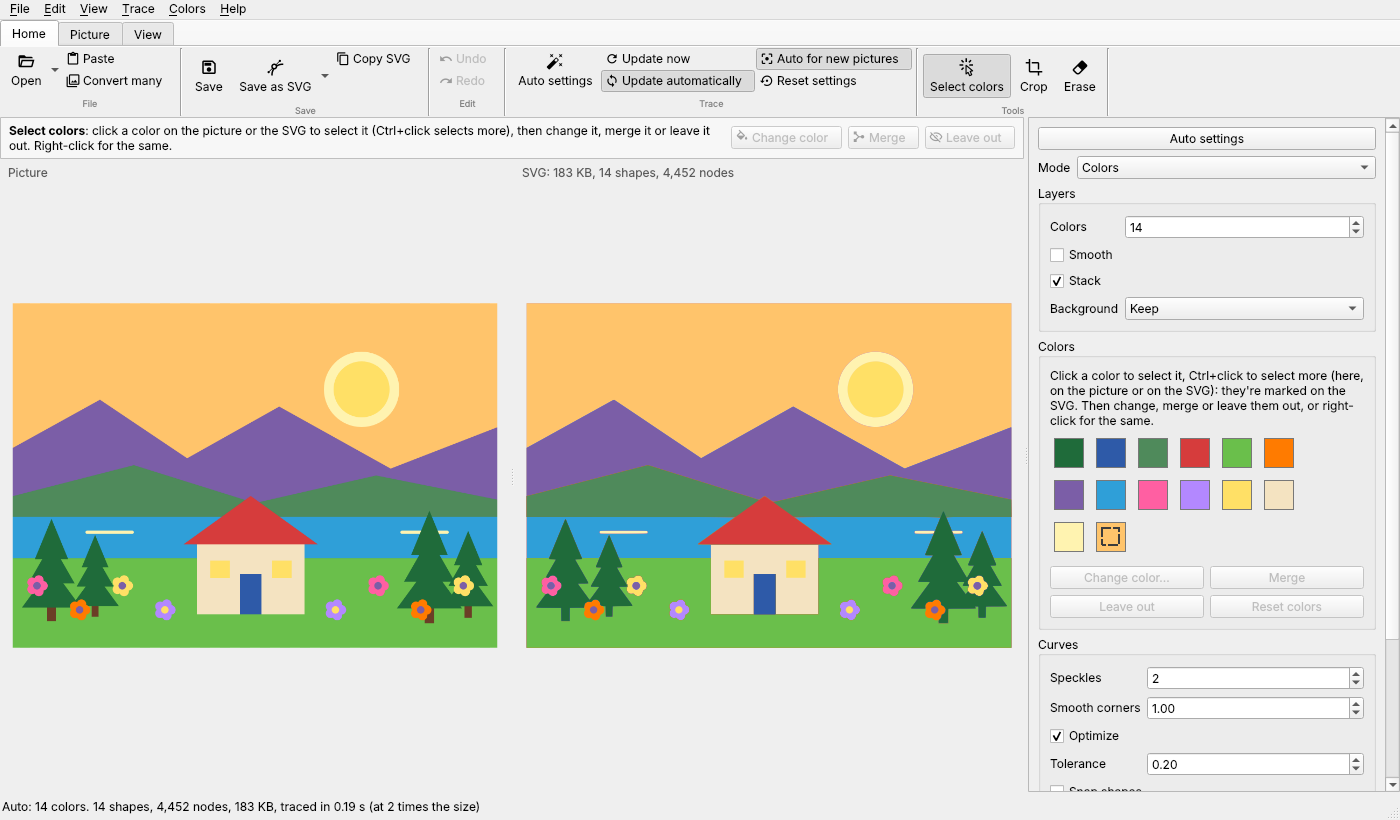 File Edit View Trace Colors Help
Home Picture View
Open
Paste
Convert many
File
Save
Save as SVG
Copy SVG
Save
Undo
Redo
Edit
Auto settings
Update now
Update automatically
Auto for new pictures
Reset settings
Trace
Select colors
Crop
Erase
Tools
Select colors: click a color on the picture or the SVG to select it (Ctrl+click selects more), then change it, merge it or leave it
out. Right-click for the same.
Change color
Merge
Leave out
Picture
SVG: 183 KB, 14 shapes, 4,452 nodes
Auto settings
Mode Colors
Layers
Colors 14
Smooth
Stack
Background Keep
Colors
Click a color to select it, Ctrl+click to select more (here,
on the picture or on the SVG): they're marked on the
SVG. Then change, merge or leave them out, or right-
click for the same.
Change color... Merge
Leave out Reset colors
Curves
Speckles 2
Smooth corners 1.00
Optimize
Tolerance 0.20
Snap shapes
Auto: 14 colors. 14 shapes, 4,452 nodes, 183 KB, traced in 0.19 s (at 2 times the size)